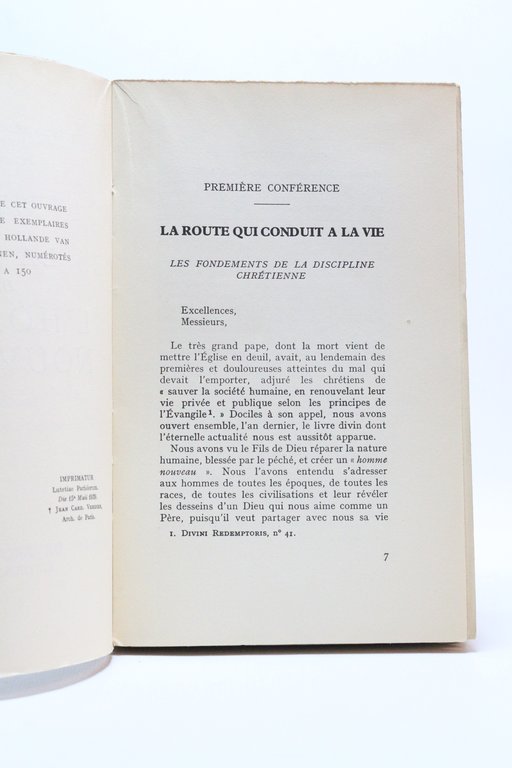 E CET OUVRAGE
E EXEMPLAIRES
HOLLANDE VAN
NEN, NUMÉROTÉS
A 150
IMPRIMATUR
Lutetiae Parisiorum.
Die 15ª Maii 1939.
† JEAN CARD. VERDIER,
Arch. de Paris.
PREMIÈRE CONFÉRENCE
LA ROUTE QUI CONDUIT A LA VIE
LES FONDEMENTS DE LA DISCIPLINE
CHRÉTIENNE
Excellences,
Messieurs,
Le très grand pape, dont la mort vient de
mettre l'Église en deuil, avait, au lendemain des
premières et douloureuses atteintes du mal qui
devait l'emporter, adjuré les chrétiens de
« sauver la société humaine, en renouvelant leur
vie privée et publique selon les principes de
l'Évangile¹. » Dociles à son appel, nous avons
ouvert ensemble, l'an dernier, le livre divin dont
l'éternelle actualité nous est aussitôt apparue.
Nous avons vu le Fils de Dieu réparer la nature
humaine, blessée par le péché, et créer un « homme
nouveau ». Nous l'avons entendu s'adresser
aux hommes de toutes les époques, de toutes les
races, de toutes les civilisations et leur révéler
les desseins d'un Dieu qui nous aime comme un
Père, puisqu'il veut partager avec nous sa vie
1. DIVINI REDEMPTORIS, n° 41.
7